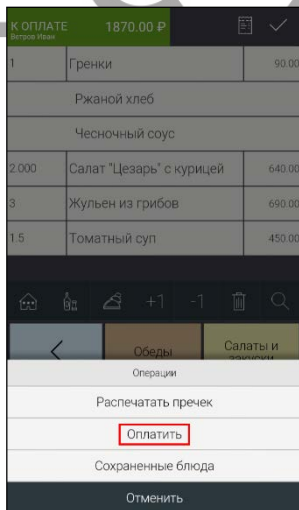 К ОПЛАТЕ 1870.00 ₽
Ветров Иван
1 Гренки 90.00
Ржаной хлеб
Чесночный соус
2.000 Салат "Цезарь" с курицей 640.00
3 Жульен из грибов 690.00
1.5 Томатный суп 450.00
+1 -1
Обеды Салаты и
закуски
Операции
Распечатать пречек
Оплатить
Сохраненные блюда
Отменить